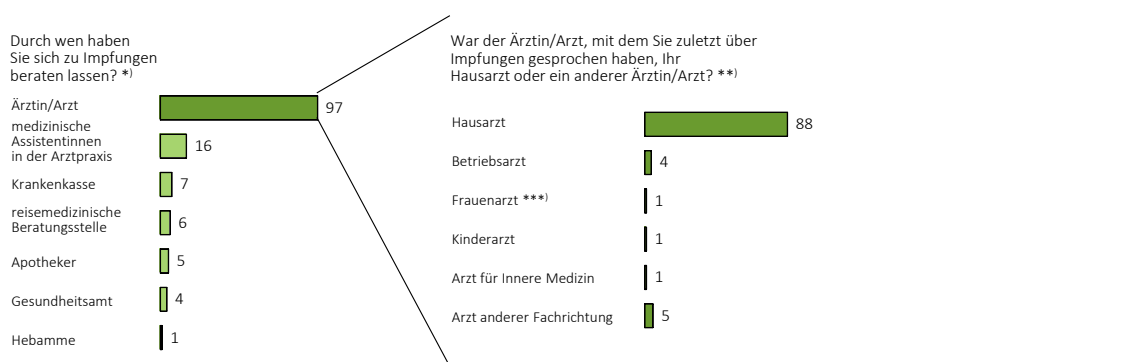 Durch wen haben
Sie sich zu Impfungen
beraten lassen? *)
Ärztin/Arzt 97
medizinische
Assistentinnen
in der Arztpraxis 16
Krankenkasse 7
reisemedizinische
Beratungsstelle 6
Apotheker 5
Gesundheitsamt 4
Hebamme 1
War der Ärztin/Arzt, mit dem Sie zuletzt über
Impfungen gesprochen haben, Ihr
Hausarzt oder ein anderer Ärztin/Arzt? **)
Hausarzt 88
Betriebsarzt 4
Frauenarzt ***) 1
Kinderarzt 1
Arzt für Innere Medizin 1
Arzt anderer Fachrichtung 5